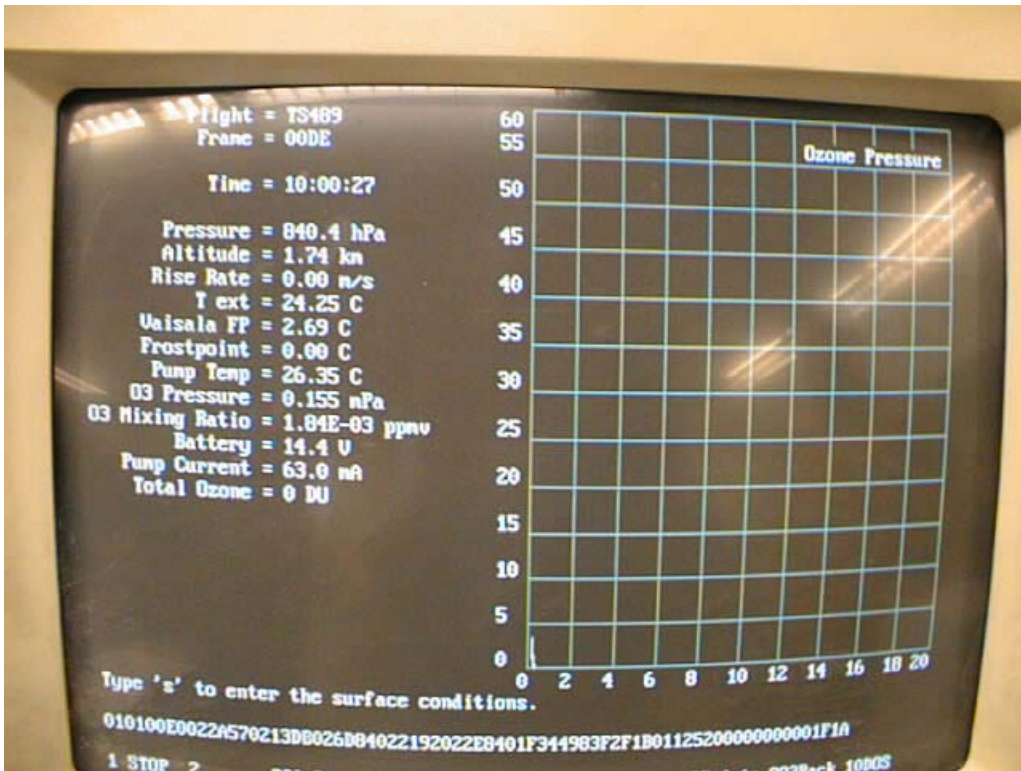 Flight = TS489
Frame = 00DE
Time = 10:00:27
Pressure = 840.4 hPa
Altitude = 1.74 km
Rise Rate = 0.00 m/s
T ext = 24.25 C
Vaisala FP = 2.69 C
Frostpoint = 0.00 C
Pump Temp = 26.35 C
O3 Pressure = 0.155 mPa
O3 Mixing Ratio = 1.84E-03 ppmv
Battery = 14.4 V
Pump Current = 63.0 mA
Total Ozone = 0 DU
Ozone Pressure
60
55
50
45
40
35
30
25
20
15
10
5
0
0 2 4 6 8 10 12 14 16 18 20
Type 's' to enter the surface conditions.
1 STOP 2